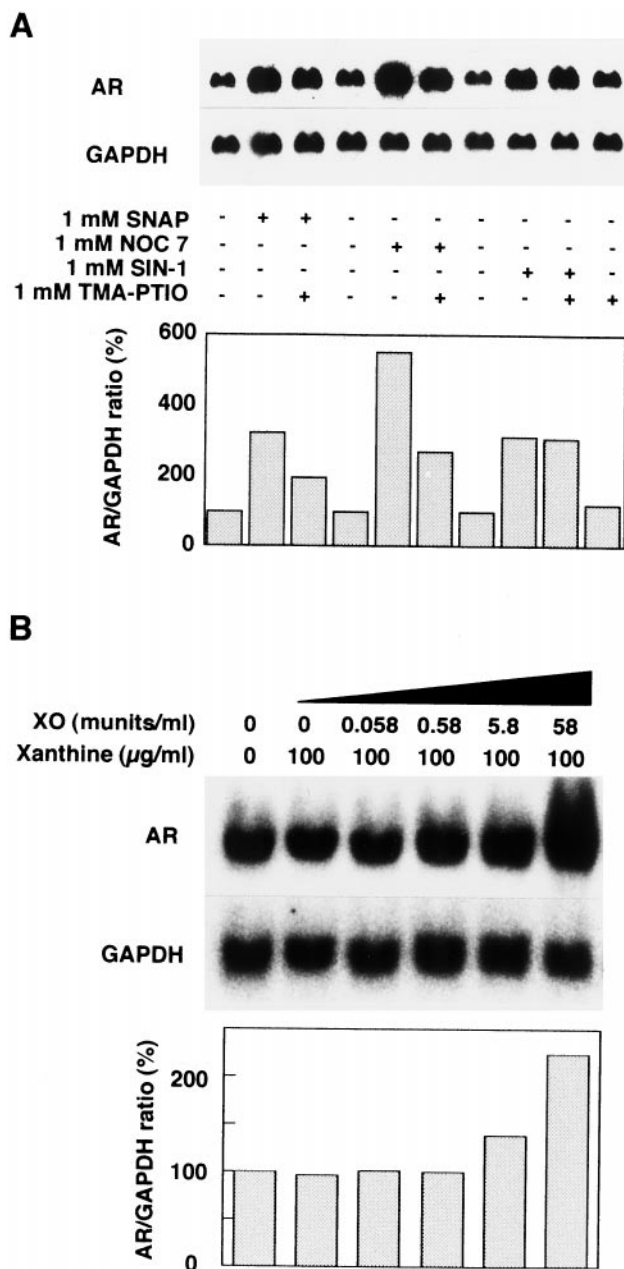 A
AR
GAPDH
1 mM SNAP - + + - - - - - - -
1 mM NOC 7 - - - - + + - - - -
1 mM SIN-1 - - - - - - - + + -
1 mM TMA-PTIO - - + - - + - - + +
AR/GAPDH ratio (%)
600
400
200
0
B
XO (munits/ml) 0 0 0.058 0.58 5.8 58
Xanthine (µg/ml) 0 100 100 100 100 100
AR
GAPDH
AR/GAPDH ratio (%)
200
100
0